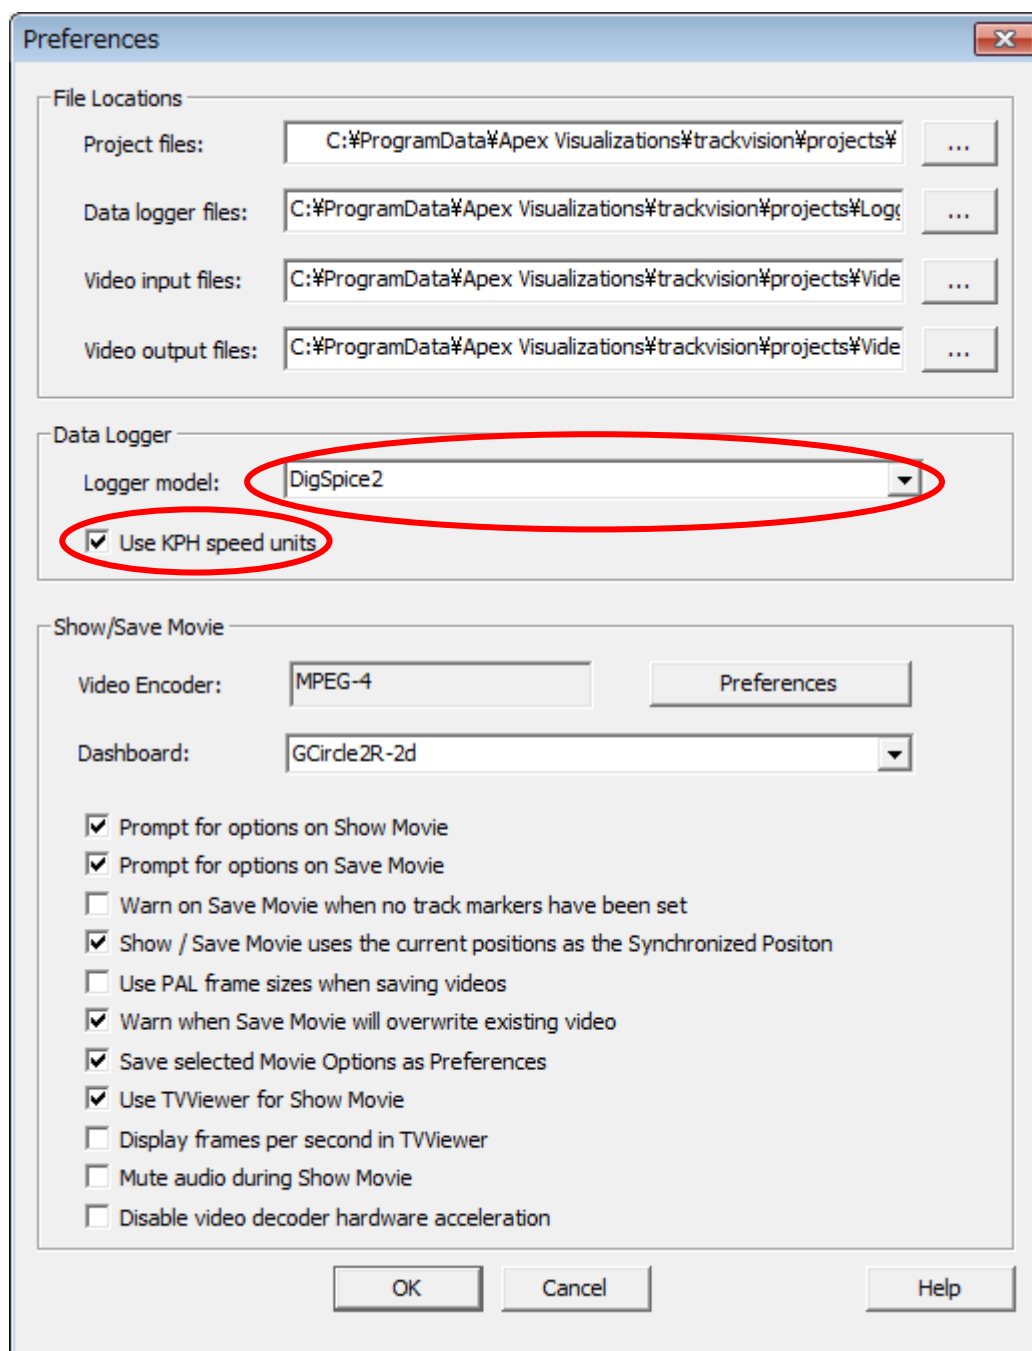 Preferences
File Locations
Project files: C:¥ProgramData¥Apex Visualizations¥trackvision¥projects¥ ...
Data logger files: C:¥ProgramData¥Apex Visualizations¥trackvision¥projects¥Logg ...
Video input files: C:¥ProgramData¥Apex Visualizations¥trackvision¥projects¥Vide ...
Video output files: C:¥ProgramData¥Apex Visualizations¥trackvision¥projects¥Vide ...
Data Logger
Logger model: DigSpice2
Use KPH speed units
Show/Save Movie
Video Encoder: MPEG-4 Preferences
Dashboard: GCircle2R-2d
Prompt for options on Show Movie
Prompt for options on Save Movie
Warn on Save Movie when no track markers have been set
Show / Save Movie uses the current positions as the Synchronized Positon
Use PAL frame sizes when saving videos
Warn when Save Movie will overwrite existing video
Save selected Movie Options as Preferences
Use TVViewer for Show Movie
Display frames per second in TVViewer
Mute audio during Show Movie
Disable video decoder hardware acceleration
OK Cancel Help